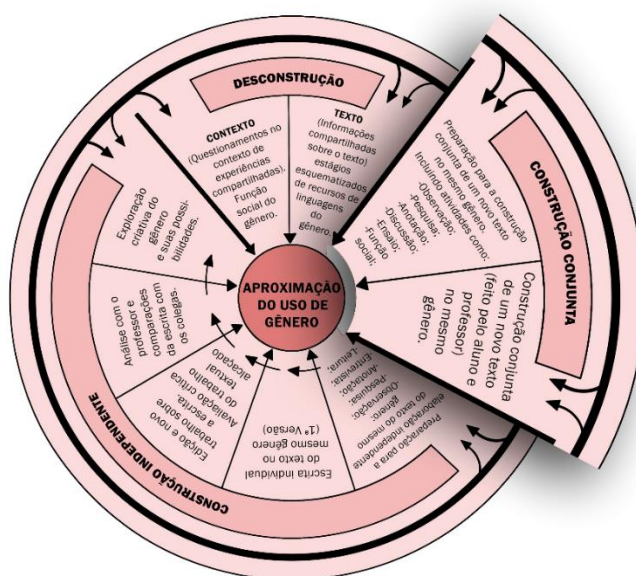 DESCONSTRUÇÃO
CONTEXTO
(Questionamentos no
contexto de
experiências
compartilhadas).
Função
social do
gênero.
TEXTO
(Informações
compartilhadas
sobre o texto)
estágios
esquematizados
de recursos de
linguagens
do
gênero.
CONSTRUÇÃO CONJUNTA
Preparação para a construção
conjunta de um novo texto
no mesmo gênero.
Incluindo atividades como:
-Observação;
-Pesquisa;
-Anotação;
-Discussão;
-Ensaio;
-Função
social;
Construção conjunta
de um novo texto
(feito pelo aluno e
professor)
no mesmo
gênero.
CONSTRUÇÃO INDEPENDENTE
Preparação para a
elaboração independente
do texto do mesmo
gênero:
-Observação;
-Pesquisa;
-Anotação;
-Entrevista;
-Leitura;
Escrita individual
do texto no
mesmo gênero
(1ª Versão)
Edição e novo
trabalho sobre
a escrita.
Avaliação crítica
do trabalho
textual
alcaçado
Análise com o
professor e
comparações
da escrita com
os colegas.
Exploração
criativa do
gênero
e suas possi-
bilidades.
APROXIMAÇÃO
DO USO DE
GÊNERO